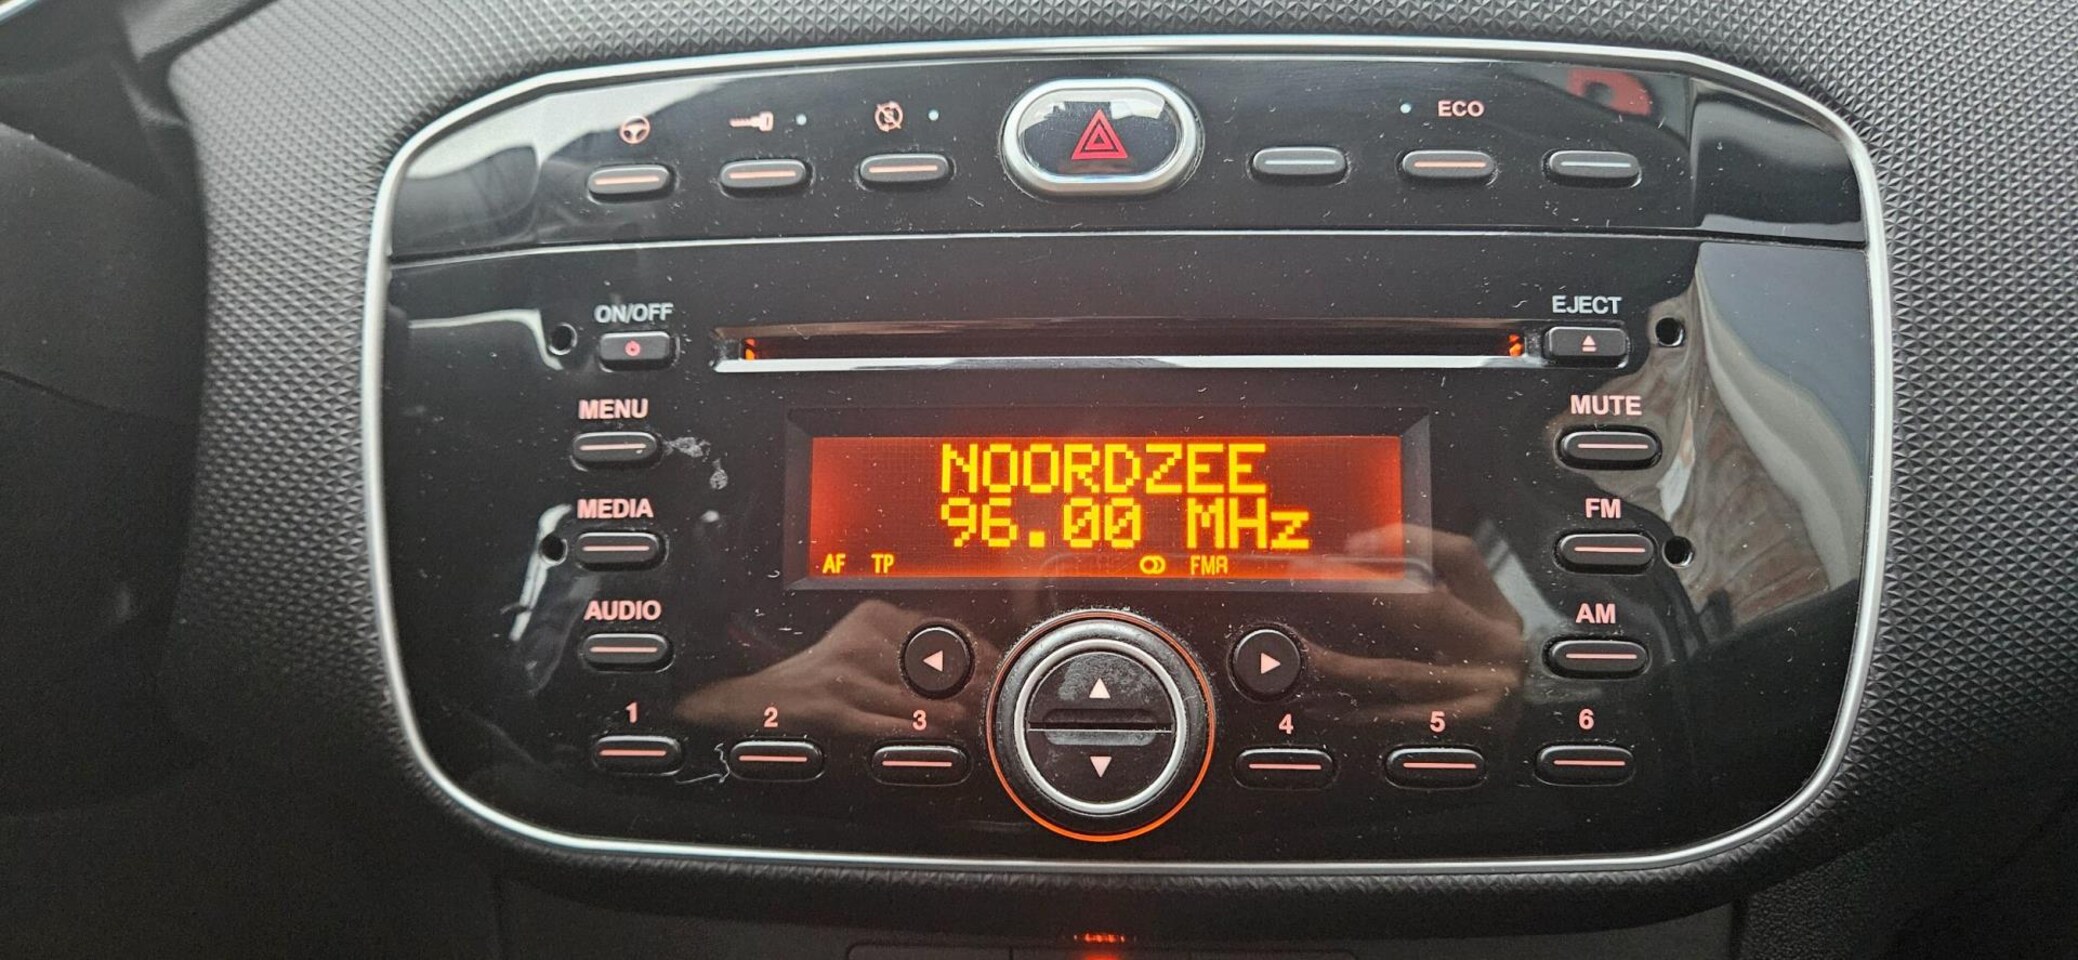 ECO
ON/OFF
EJECT
MENU
MUTE
NOORDZEE
96.00 MHz
MEDIA
FM
AF TP FMA
AUDIO
AM
1 2 3 4 5 6